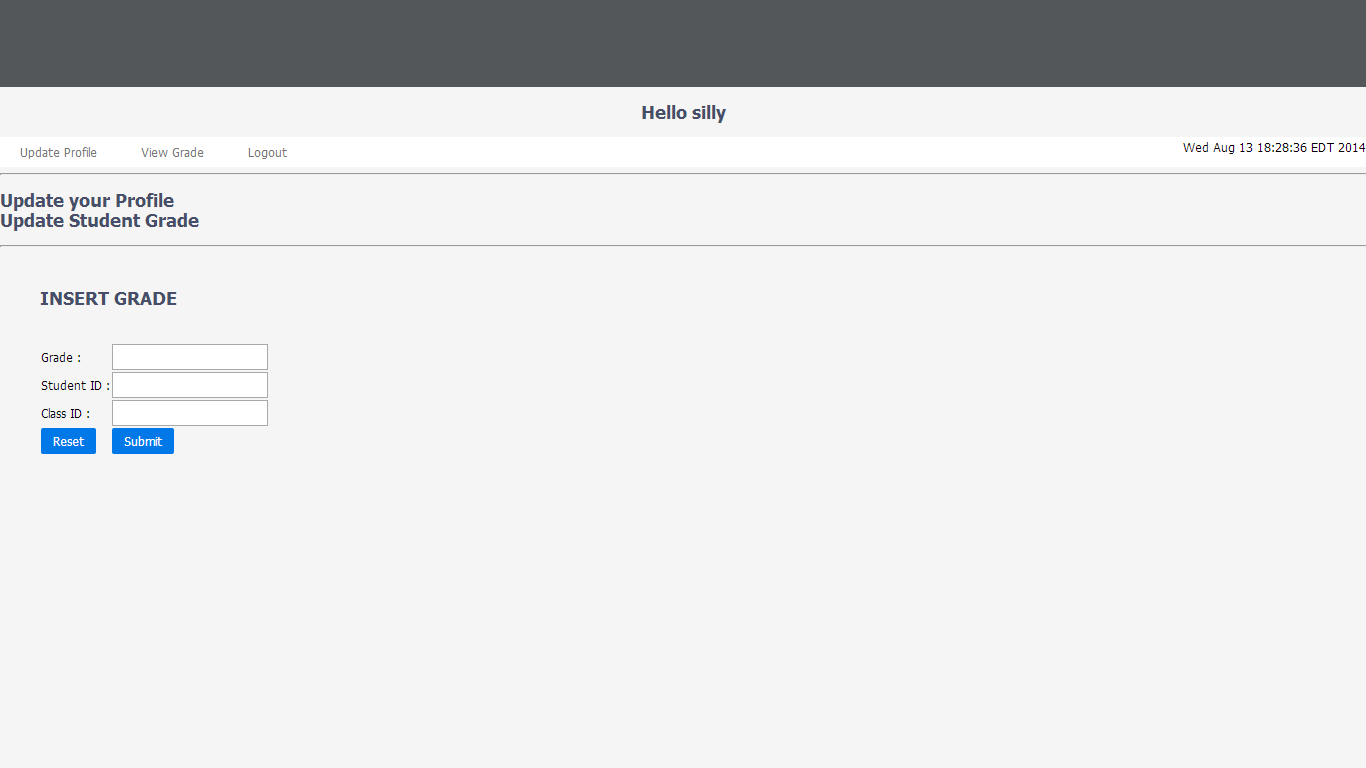 Hello silly
Update Profile View Grade Logout Wed Aug 13 18:28:36 EDT 2014
Update your Profile
Update Student Grade
INSERT GRADE
Grade :
Student ID :
Class ID :
Reset Submit